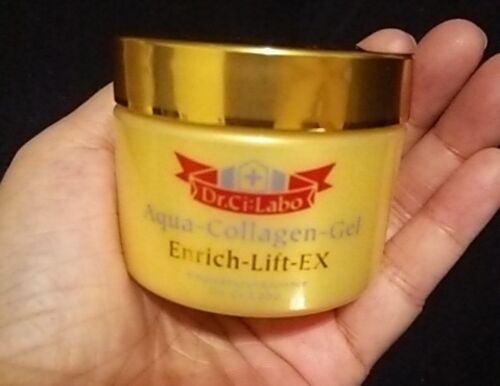 Dr.Ci:Labo
Aqua-Collagen-Gel
Enrich-Lift-EX